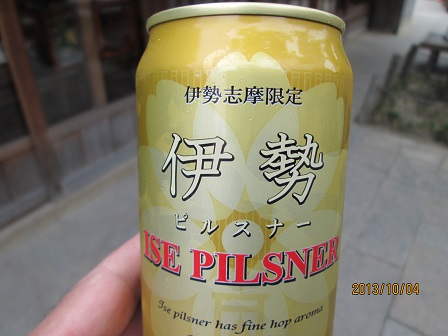 伊勢志摩限定
伊勢
ピルスナー
ISE PILSNER
Ise pilsner has fine hop aroma
2013/10/04